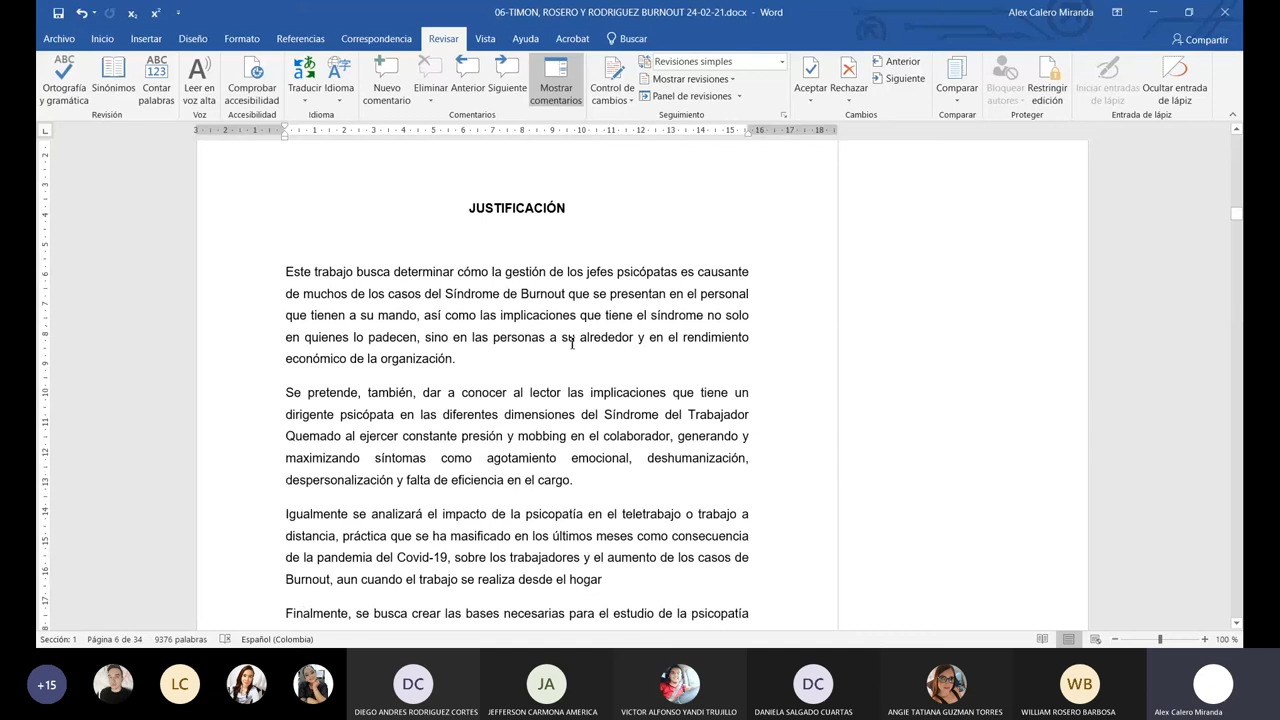 06-TIMON, ROSERO Y RODRIGUEZ BURNOUT 24-02-21.docx - Word
Alex Calero Miranda
Archivo Inicio Insertar Diseño Formato Referencias Correspondencia Revisar Vista Ayuda Acrobat Buscar
Compartir
Ortografía y gramática
Sinónimos
Contar palabras
Revisión
Leer en voz alta
Voz
Comprobar accesibilidad
Accesibilidad
Traducir
Idioma
Idioma
Nuevo comentario
Eliminar
Anterior
Siguiente
Mostrar comentarios
Comentarios
Control de cambios
Revisiones simples
Mostrar revisiones
Panel de revisiones
Seguimiento
Aceptar
Rechazar
Anterior
Siguiente
Cambios
Comparar
Comparar
Bloquear autores
Restringir edición
Proteger
Iniciar entradas de lápiz
Ocultar entrada de lápiz
Entrada de lápiz
JUSTIFICACIÓN
Este trabajo busca determinar cómo la gestión de los jefes psicópatas es causante
de muchos de los casos del Síndrome de Burnout que se presentan en el personal
que tienen a su mando, así como las implicaciones que tiene el síndrome no solo
en quienes lo padecen, sino en las personas a su alrededor y en el rendimiento
económico de la organización.
Se pretende, también, dar a conocer al lector las implicaciones que tiene un
dirigente psicópata en las diferentes dimensiones del Síndrome del Trabajador
Quemado al ejercer constante presión y mobbing en el colaborador, generando y
maximizando síntomas como agotamiento emocional, deshumanización,
despersonalización y falta de eficiencia en el cargo.
Igualmente se analizará el impacto de la psicopatía en el teletrabajo o trabajo a
distancia, práctica que se ha masificado en los últimos meses como consecuencia
de la pandemia del Covid-19, sobre los trabajadores y el aumento de los casos de
Burnout, aun cuando el trabajo se realiza desde el hogar
Finalmente, se busca crear las bases necesarias para el estudio de la psicopatía
Sección: 1 Página 6 de 34 9376 palabras Español (Colombia)
100 %
+15
LC
DC
DIEGO ANDRES RODRIGUEZ CORTES
JA
JEFFERSON CARMONA AMERICA
VICTOR ALFONSO YANDI TRUJILLO
DC
DANIELA SALGADO CUARTAS
ANGIE TATIANA GUZMAN TORRES
WB
WILLIAM ROSERO BARBOSA
Alex Calero Miranda